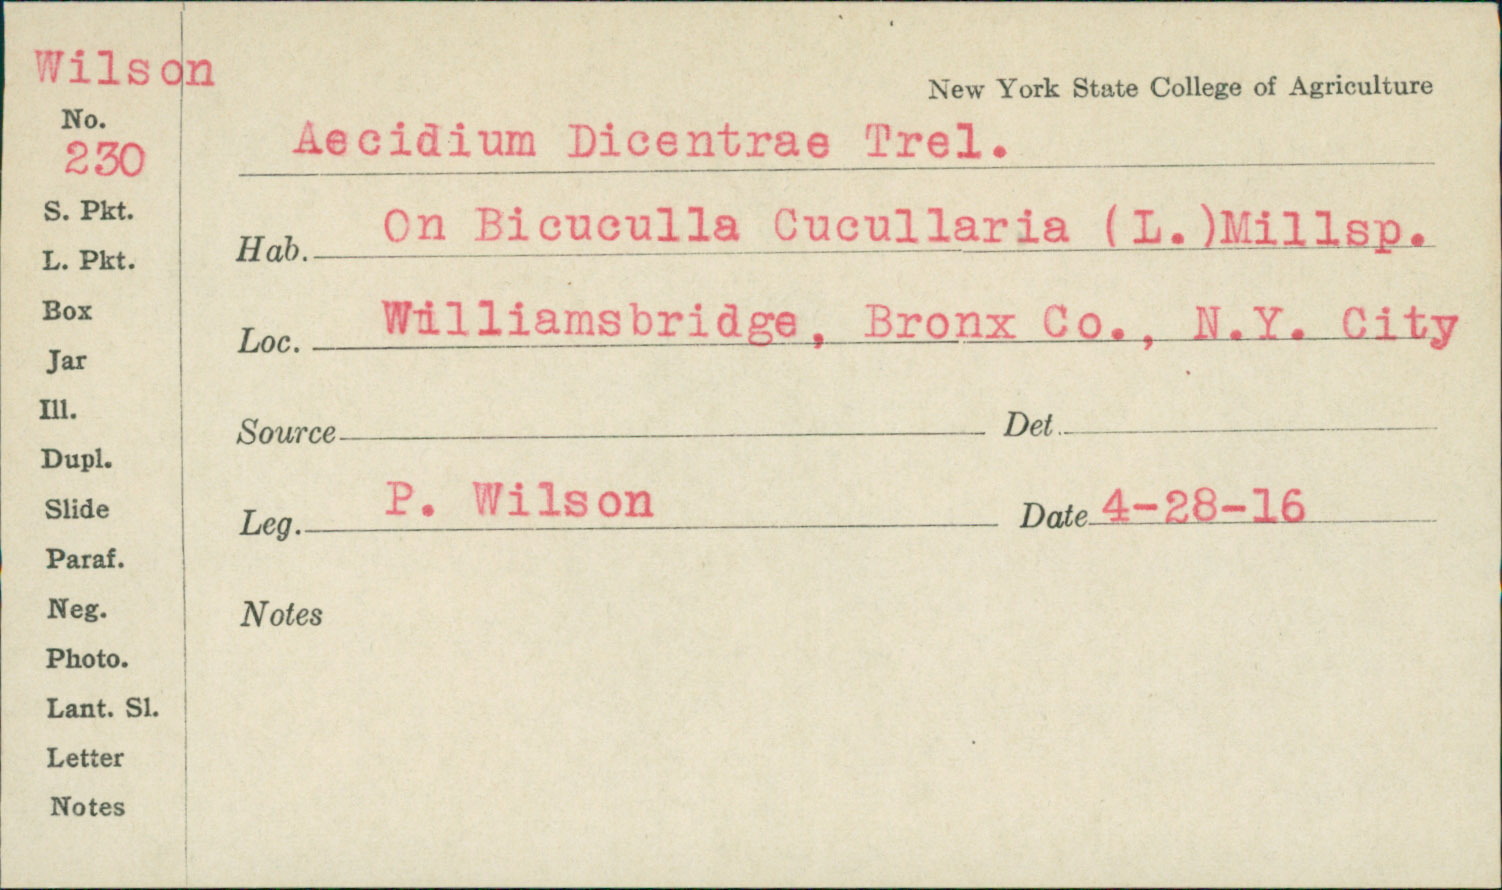 Wilson
New York State College of Agriculture
No.
230
Aecidium Dicentrae Trel.
S. Pkt.
Hab. On Bicuculla Cucullaria (L.)Millsp.
L. Pkt.
Box
Loc. Williamsbridge, Bronx Co., N.Y. City
Jar
Ill.
Source Det.
Dupl.
Slide
Leg. P. Wilson Date 4-28-16
Paraf.
Neg.
Notes
Photo.
Lant. Sl.
Letter
Notes